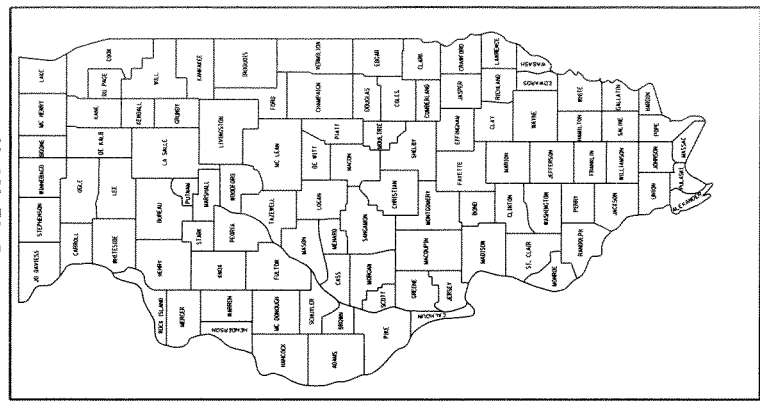 JO DAVIESS
STEPHENSON
WINNEBAGO
BOONE
MC HENRY
LAKE
CARROLL
OGLE
DE KALB
KANE
DU PAGE
COOK
WHITESIDE
LEE
KENDALL
WILL
ROCK ISLAND
HENRY
BUREAU
LA SALLE
GRUNDY
KANKAKEE
MERCER
STARK
PUTNAM
MARSHALL
LIVINGSTON
IROQUOIS
HENDERSON
WARREN
KNOX
PEORIA
WOODFORD
FORD
HANCOCK
MC DONOUGH
FULTON
TAZEWELL
MC LEAN
VERMILION
CHAMPAIGN
ADAMS
SCHUYLER
BROWN
MASON
LOGAN
DE WITT
PIATT
CASS
MENARD
MACON
DOUGLAS
EDGAR
PIKE
SCOTT
MORGAN
SANGAMON
CHRISTIAN
MOULTRIE
COLES
CLARK
CALHOUN
GREENE
JERSEY
MACOUPIN
MONTGOMERY
SHELBY
CUMBERLAND
MADISON
BOND
FAYETTE
EFFINGHAM
JASPER
CRAWFORD
ST. CLAIR
CLINTON
MARION
CLAY
RICHLAND
LAWRENCE
MONROE
WASHINGTON
JEFFERSON
WAYNE
EDWARDS
WABASH
RANDOLPH
PERRY
FRANKLIN
HAMILTON
WHITE
JACKSON
WILLIAMSON
SALINE
GALLATIN
UNION
JOHNSON
POPE
HARDIN
ALEXANDER
PULASKI
MASSAC